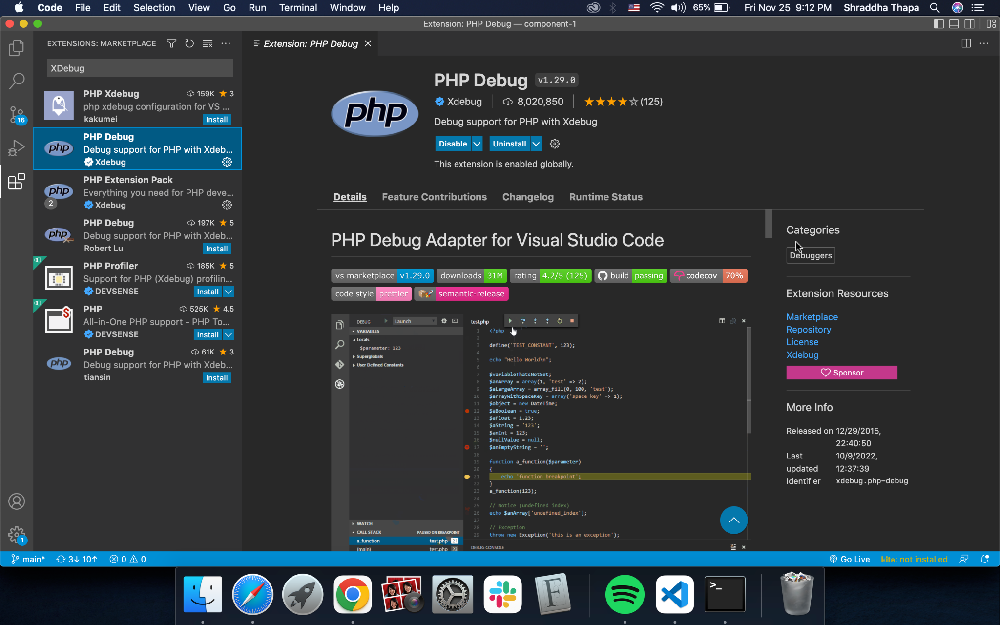 Code File Edit Selection View Go Run Terminal Window Help
65% Fri Nov 25 9:12 PM Shraddha Thapa
Extension: PHP Debug — component-1
EXTENSIONS: MARKETPLACE
XDebug
PHP Xdebug 159K 3
php xdebug configuration for VS ...
kakumei Install
PHP Debug
Debug support for PHP with Xdeb...
Xdebug
PHP Extension Pack
Everything you need for PHP deve...
2 Xdebug
PHP Debug 197K 5
Debug support for PHP with Xdeb...
Robert Lu Install
PHP Profiler 185K 5
Support for PHP (Xdebug) profilin...
DEVSENSE Install
PHP 525K 4.5
All-in-One PHP support - PHP To...
DEVSENSE Install
PHP Debug 61K 3
Debug support for PHP with Xdeb...
tiansin Install
php
php
php
php
16
1
Extension: PHP Debug
php
PHP Debug v1.29.0
Xdebug 8,020,850 (125)
Debug support for PHP with Xdebug
Disable Uninstall
This extension is enabled globally.
Details Feature Contributions Changelog Runtime Status
PHP Debug Adapter for Visual Studio Code
vs marketplace v1.29.0 downloads 31M rating 4.2/5 (125) build passing codecov 70%
code style prettier semantic-release
DEBUG Launch
VARIABLES
Locals
$parameter: 123
Superglobals
User Defined Constants
WATCH
CALL STACK PAUSED ON BREAKPOINT
a_function test.php 21
{main} test.php 23
test.php
1 <?php
2
3 define('TEST_CONSTANT', 123);
4
5 echo "Hello World\n";
6
7 $variableThatsNotSet;
8 $anArray = array(1, 'test' => 2);
9 $aLargeArray = array_fill(0, 100, 'test');
10 $arrayWithSpaceKey = array('space key' => 1);
11 $object = new DateTime;
12 $aBoolean = true;
13 $aFloat = 1.23;
14 $aString = '123';
15 $anInt = 123;
16 $nullValue = null;
17 $anEmptyString = '';
18
19 function a_function($parameter)
20 {
21 echo 'function breakpoint';
22 }
23 a_function(123);
24
25 // Notice (undefined index)
26 echo $anArray['undefined_index'];
27
28 // Exception
29 throw new Exception('this is an exception');
DEBUG CONSOLE
Categories
Debuggers
Extension Resources
Marketplace
Repository
License
Xdebug
Sponsor
More Info
Released on 12/29/2015,
22:40:50
Last 10/9/2022,
updated 12:37:39
Identifier xdebug.php-debug
main* 3↓ 10↑ 0 0 Go Live kite: not installed
F >_